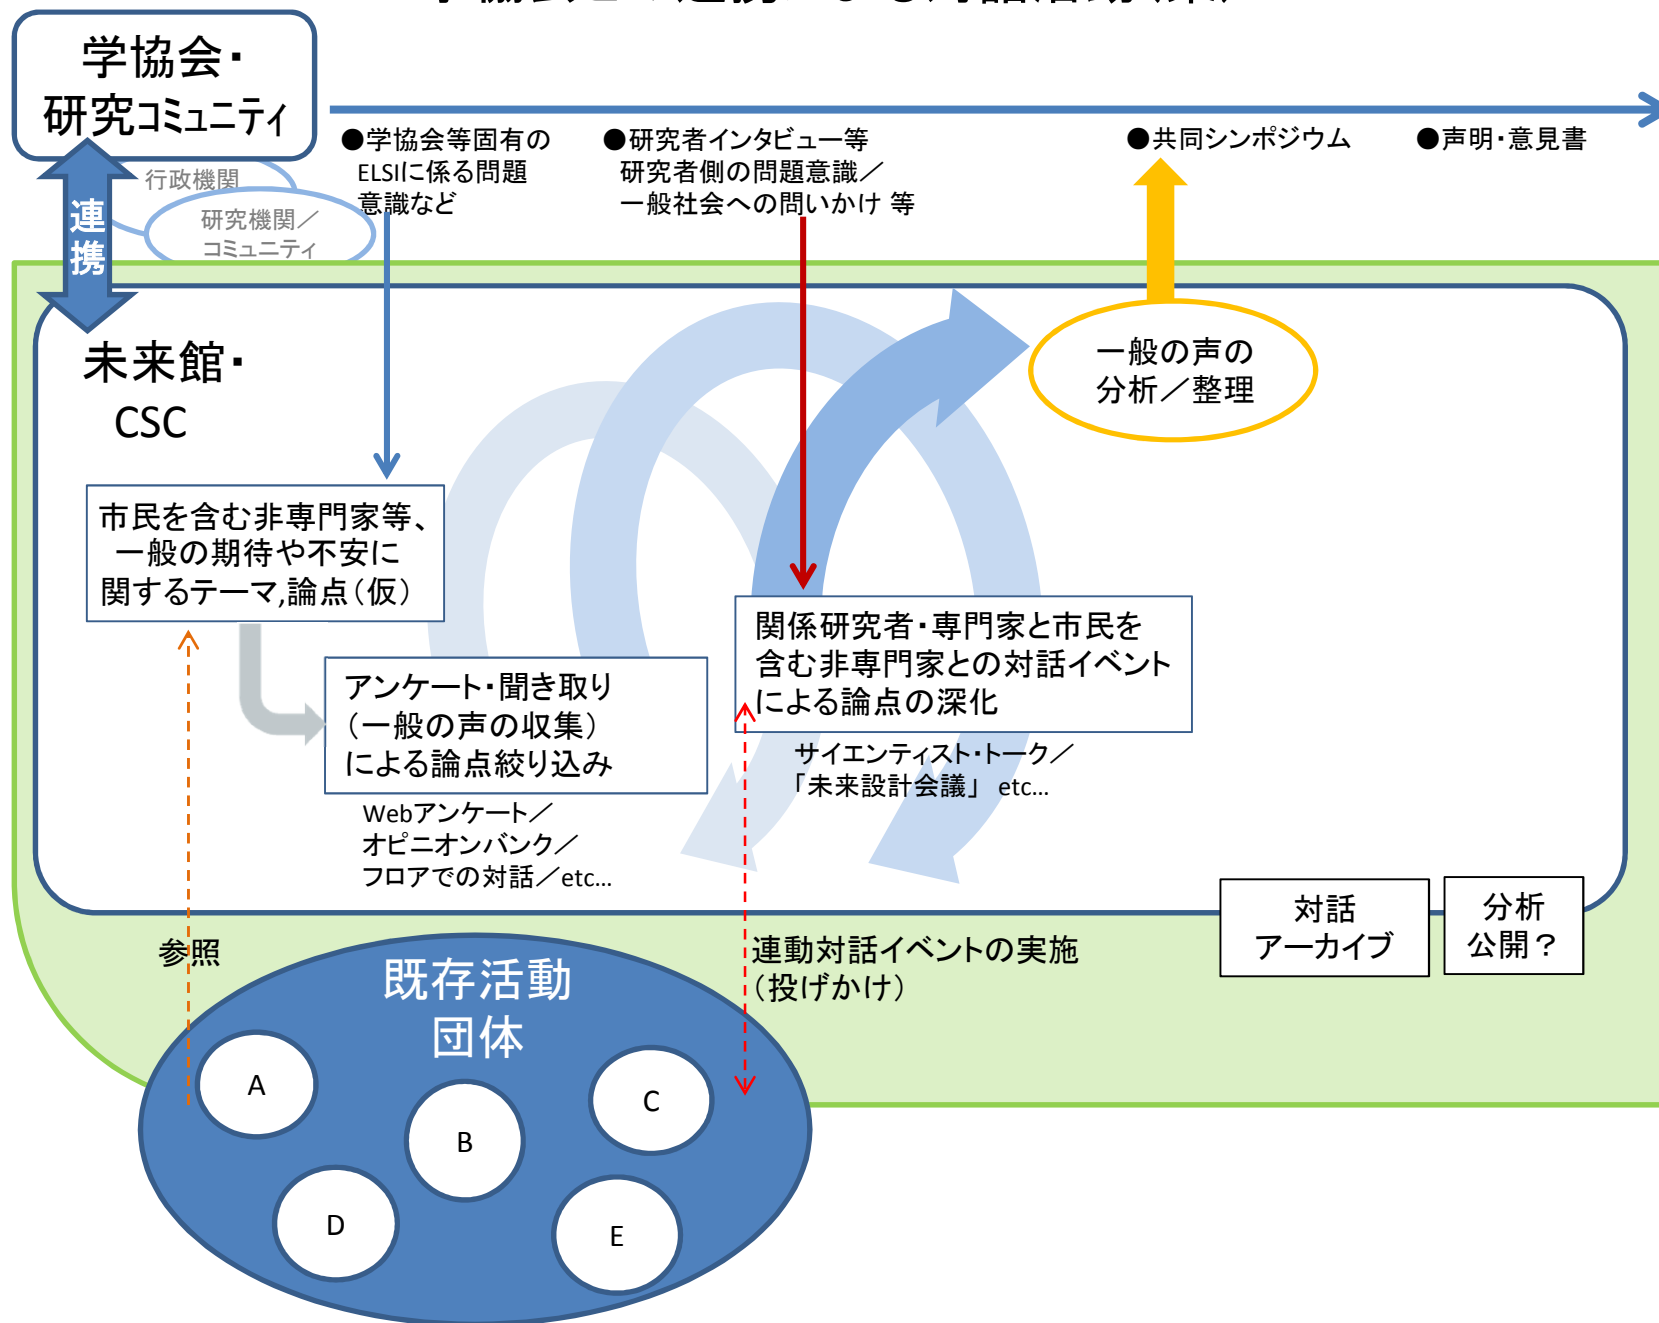 学協会・
研究コミュニティ
●学協会等固有の
ELSIに係る問題
意識など
●研究者インタビュー等
研究者側の問題意識／
一般社会への問いかけ 等
●共同シンポジウム
●声明・意見書
行政機関
研究機関／
コミュニティ
連
携
未来館・
CSC
一般の声の
分析／整理
市民を含む非専門家等、
一般の期待や不安に
関するテーマ,論点（仮）
関係研究者・専門家と市民を
含む非専門家との対話イベント
による論点の深化
アンケート・聞き取り
（一般の声の収集）
による論点絞り込み
サイエンティスト・トーク／
「未来設計会議」 etc…
Webアンケート／
オピニオンバンク／
フロアでの対話／etc…
対話
アーカイブ
分析
公開？
参照
連動対話イベントの実施
（投げかけ）
既存活動
団体
A
B
C
D
E